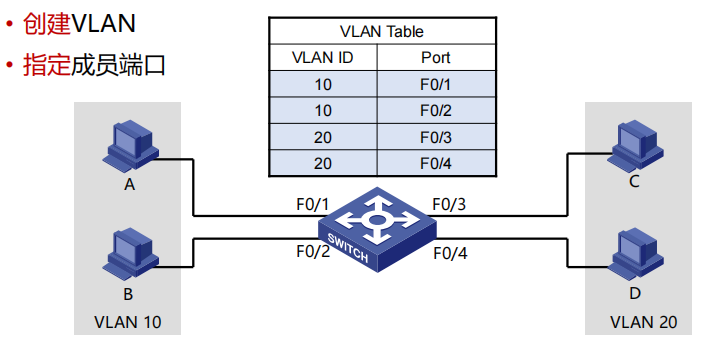 • 创建VLAN
• 指定成员端口
VLAN Table
VLAN ID Port
10 F0/1
10 F0/2
20 F0/3
20 F0/4
A
C
F0/1
F0/3
SWITCH
F0/2
F0/4
B
D
VLAN 10
VLAN 20